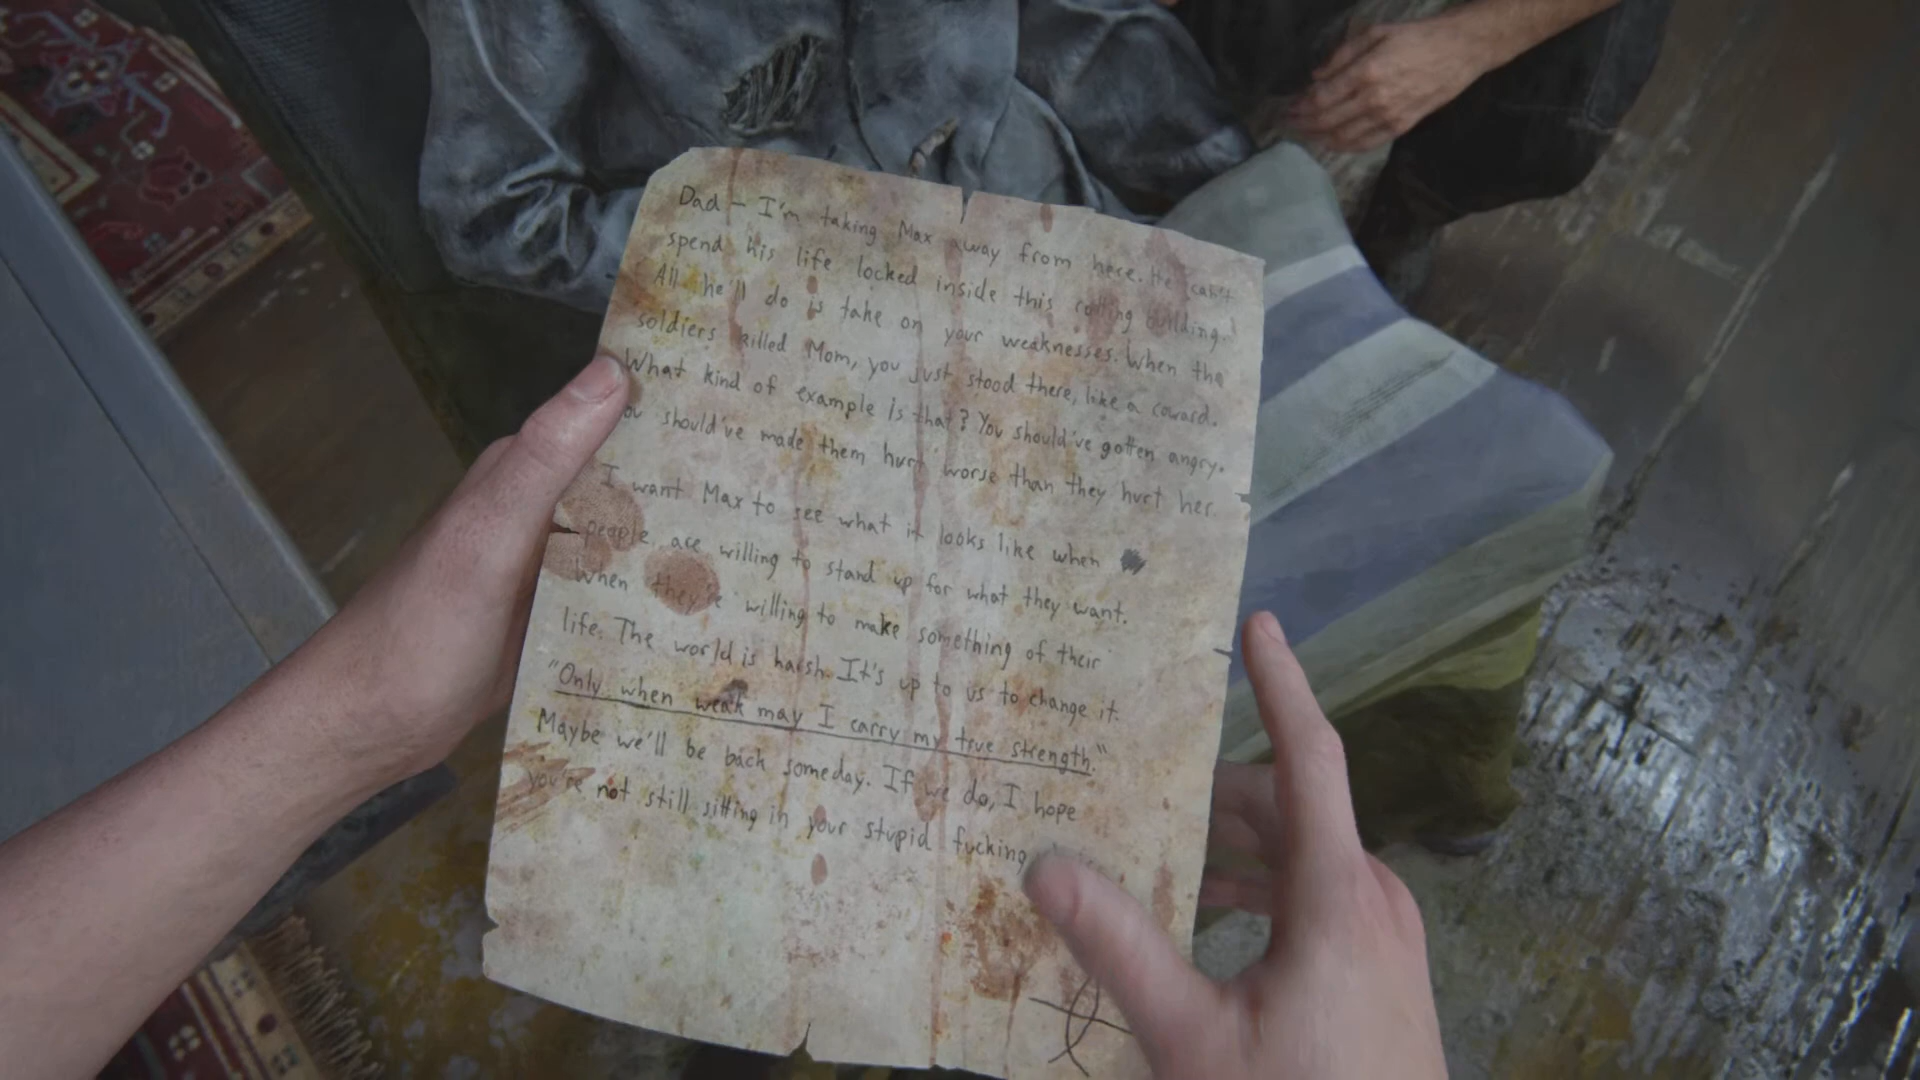 Dad – I'm taking Max away from here. He can't
spend his life locked inside this rotting building!
All he'll do is take on your weaknesses. When the
soldiers killed Mom, you just stood there, like a coward.
What kind of example is that? You should've gotten angry.
You should've made them hurt worse than they hurt her.
I want Max to see what it looks like when
people are willing to stand up for what they want.
When they're willing to make something of their
life. The world is harsh. It's up to us to change it.
"Only when weak may I carry my true strength."
Maybe we'll be back someday. If we do, I hope
you're not still sitting in your stupid fucking